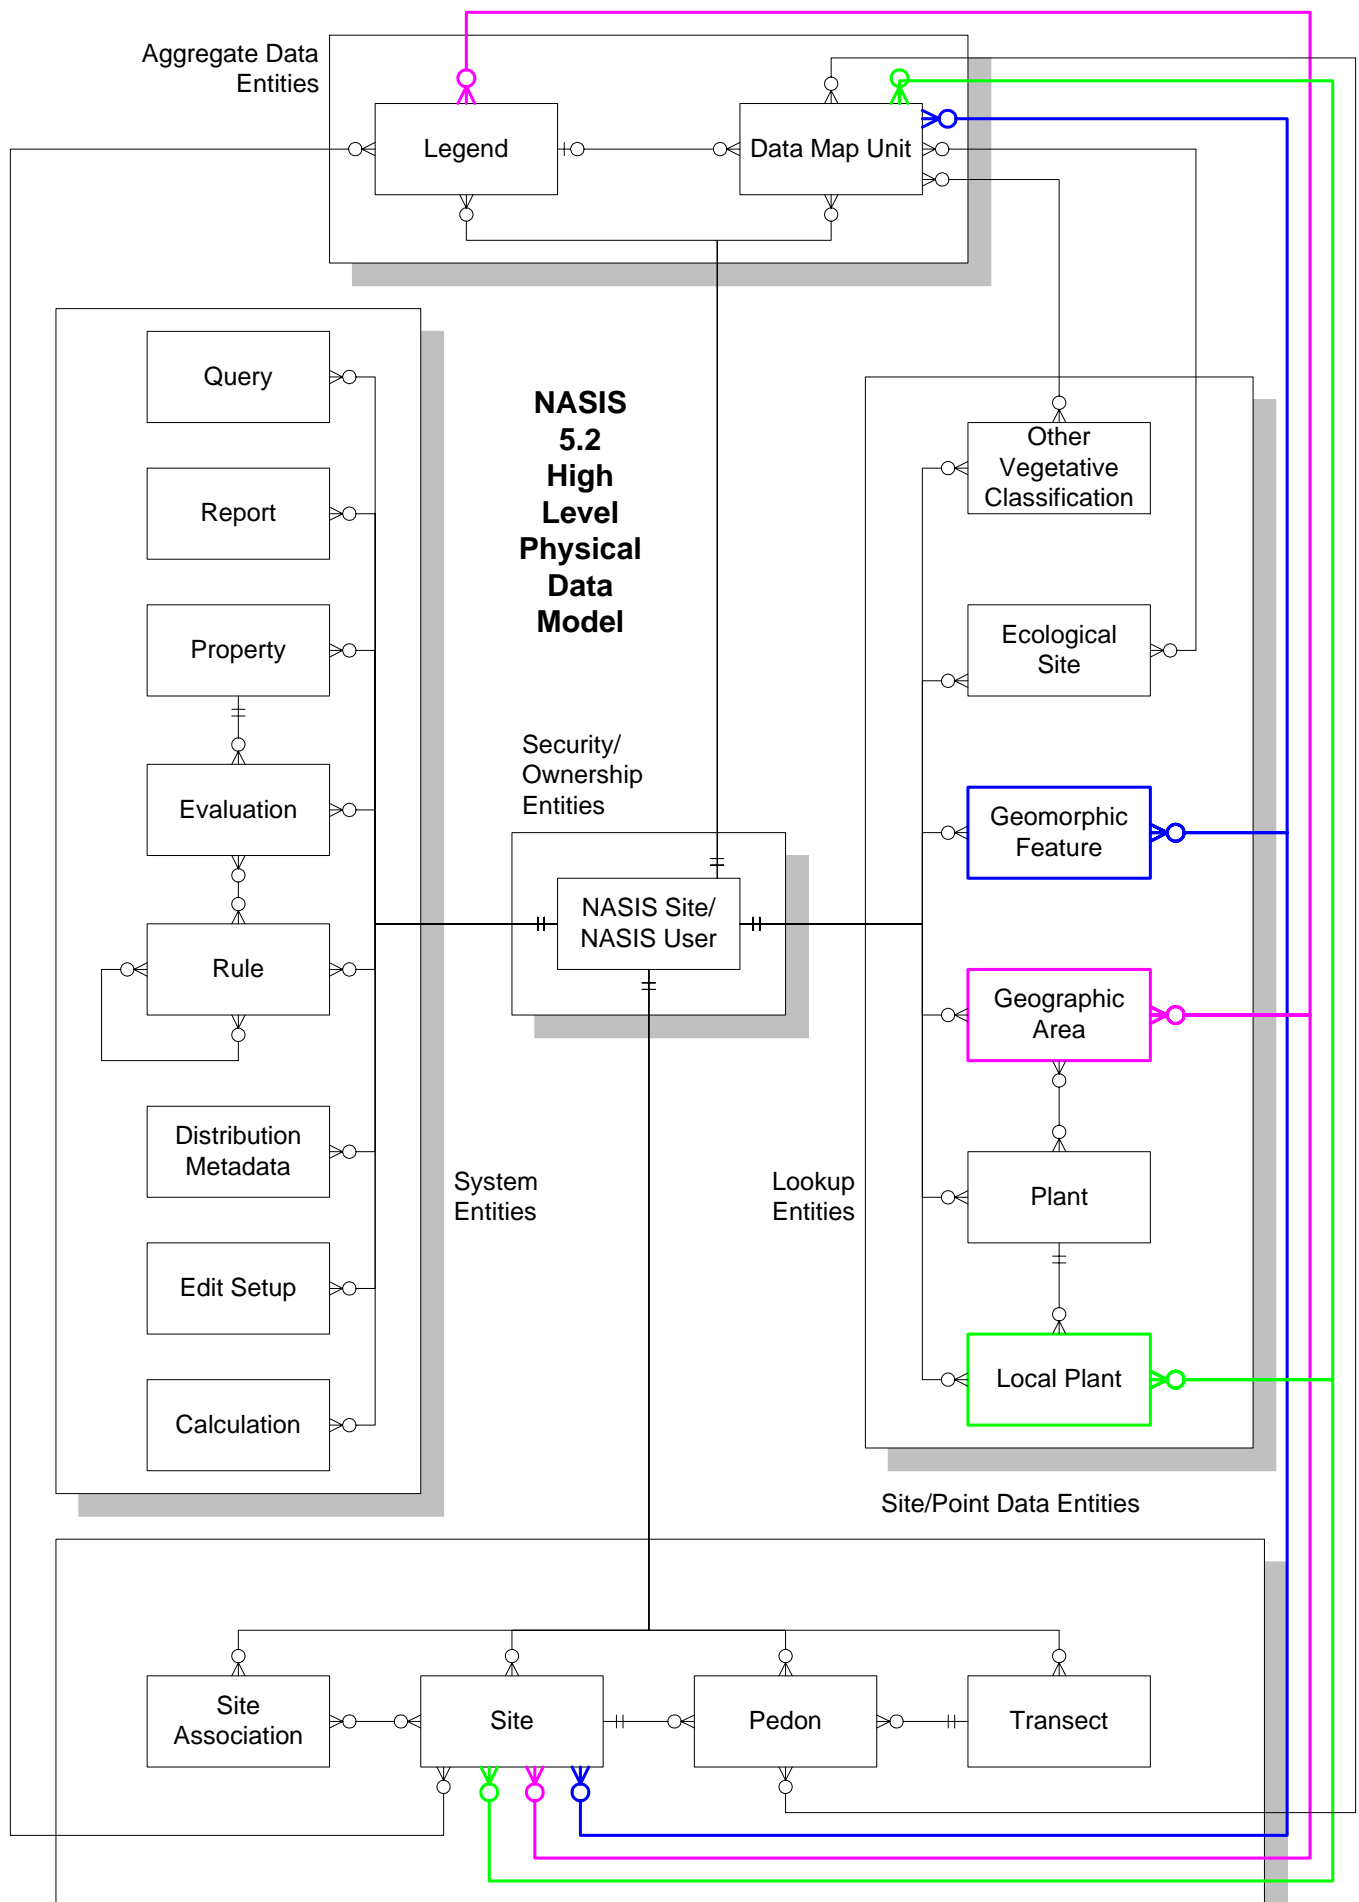 Aggregate Data
Entities
Legend
Data Map Unit
Query
Report
Property
Evaluation
Rule
Distribution
Metadata
Edit Setup
Calculation
System
Entities
NASIS
5.2
High
Level
Physical
Data
Model
Security/
Ownership
Entities
NASIS Site/
NASIS User
Other
Vegetative
Classification
Ecological
Site
Geomorphic
Feature
Geographic
Area
Plant
Local Plant
Lookup
Entities
Site/Point Data Entities
Site
Association
Site
Pedon
Transect